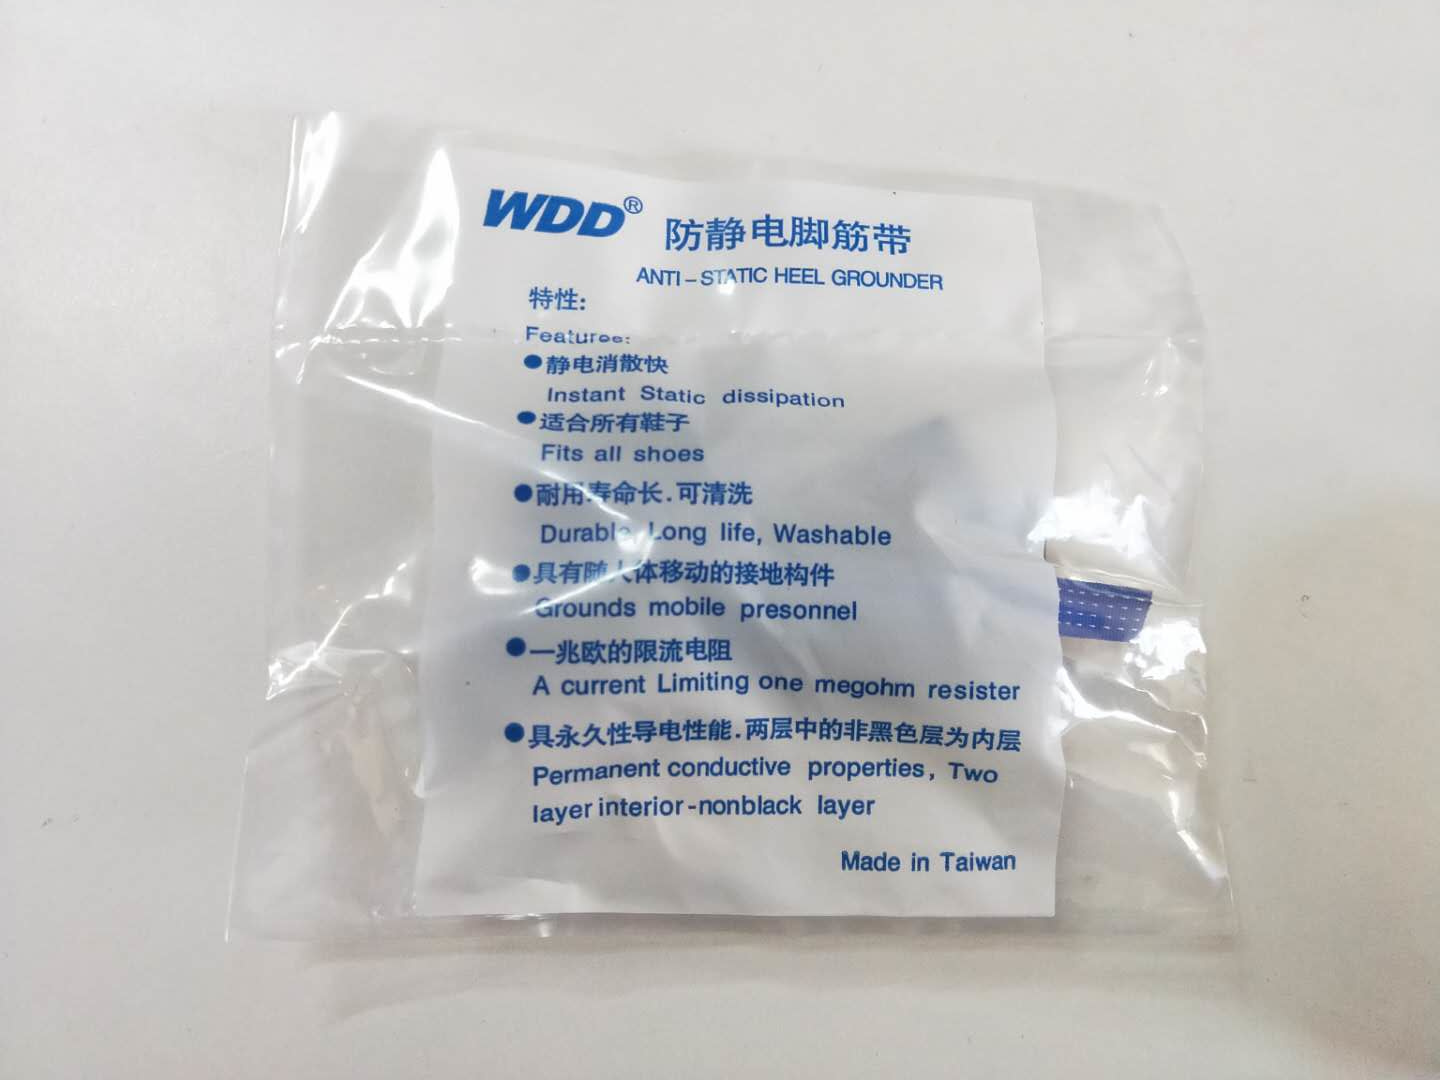 WDD® 防静电脚筋带
ANTI-STATIC HEEL GROUNDER
特性:
Features:
●静电消散快
Instant Static dissipation
●适合所有鞋子
Fits all shoes
●耐用寿命长.可清洗
Durable, Long life, Washable
●具有随人体移动的接地构件
Grounds mobile presonnel
●一兆欧的限流电阻
A current Limiting one megohm resister
●具永久性导电性能.两层中的非黑色层为内层
Permanent conductive properties, Two
layer interior-nonblack layer
Made in Taiwan